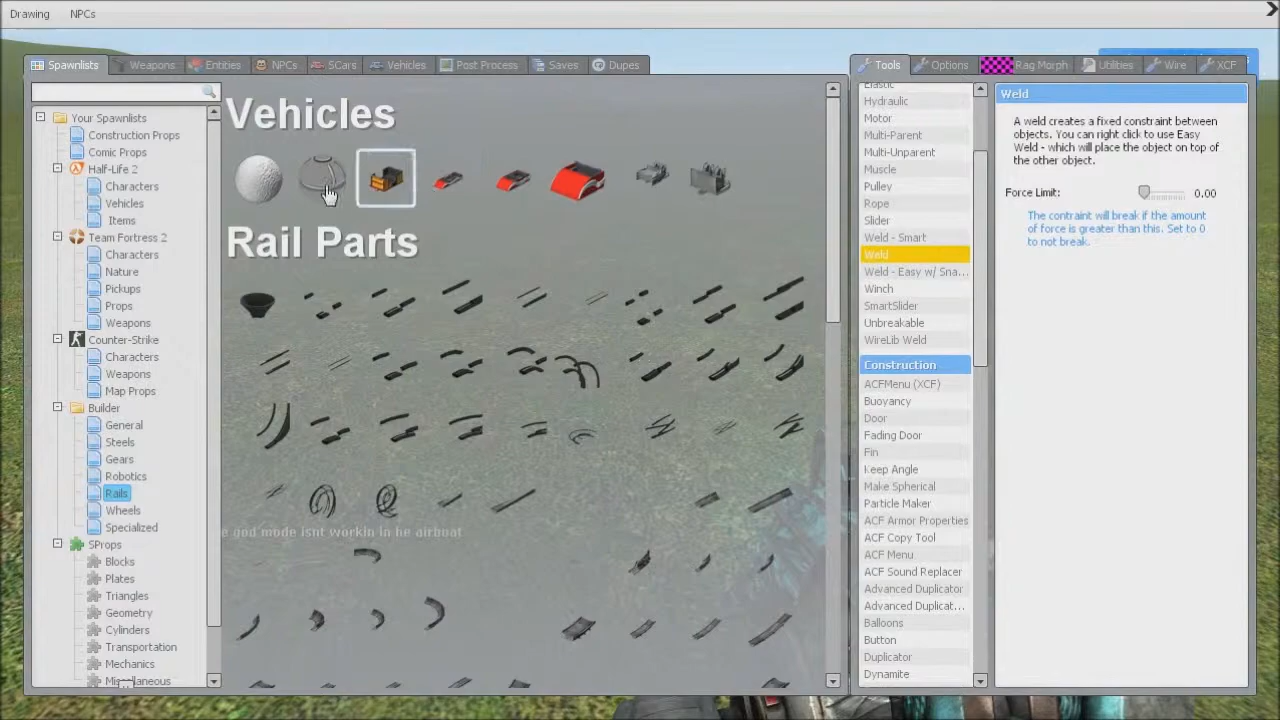 Drawing NPCs
Spawnlists Weapons Entities NPCs SCars Vehicles Post Process Saves Dupes
Tools Options Rag Morph Utilities Wire XCF
Your Spawnlists
Construction Props
Comic Props
Half-Life 2
Characters
Vehicles
Items
Team Fortress 2
Characters
Nature
Pickups
Props
Weapons
Counter-Strike
Characters
Weapons
Map Props
Builder
General
Steels
Gears
Robotics
Rails
Wheels
Specialized
SProps
Blocks
Plates
Triangles
Geometry
Cylinders
Transportation
Mechanics
Miscellaneous
Vehicles
Rail Parts
e god mode isnt workin in he airboat
Elastic
Hydraulic
Motor
Multi-Parent
Multi-Unparent
Muscle
Pulley
Rope
Slider
Weld - Smart
Weld
Weld - Easy w/ Sna...
Winch
SmartSlider
Unbreakable
WireLib Weld
Construction
ACFMenu (XCF)
Buoyancy
Door
Fading Door
Fin
Keep Angle
Make Spherical
Particle Maker
ACF Armor Properties
ACF Copy Tool
ACF Menu
ACF Sound Replacer
Advanced Duplicator
Advanced Duplicat...
Balloons
Button
Duplicator
Dynamite
Weld
A weld creates a fixed constraint between
objects. You can right click to use Easy
Weld - which will place the object on top of
the other object.
Force Limit: 0.00
The contraint will break if the amount
of force is greater than this. Set to 0
to not break.